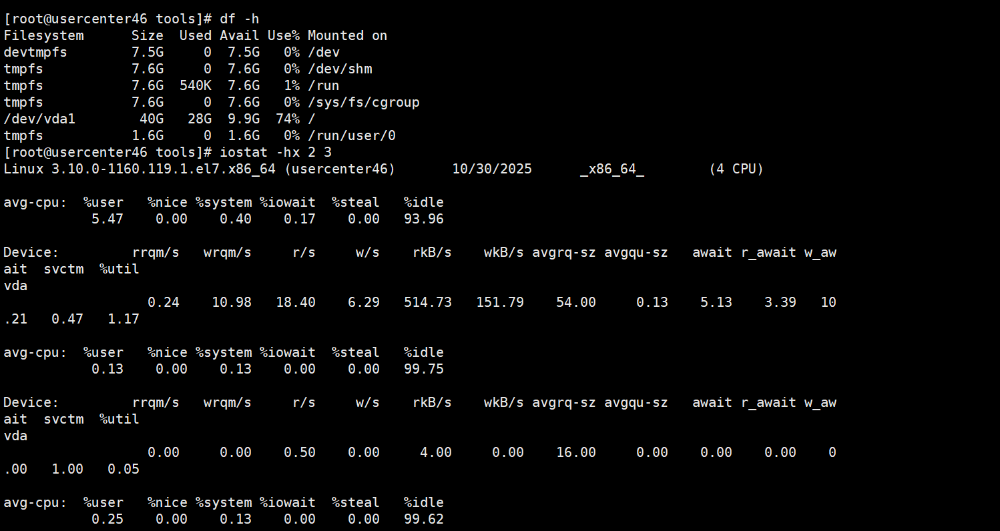 [root@usercenter46 tools]# df -h
Filesystem      Size  Used Avail Use% Mounted on
devtmpfs        7.5G     0  7.5G   0% /dev
tmpfs           7.6G     0  7.6G   0% /dev/shm
tmpfs           7.6G  540K  7.6G   1% /run
tmpfs           7.6G     0  7.6G   0% /sys/fs/cgroup
/dev/vda1        40G   28G  9.9G  74% /
tmpfs           1.6G     0  1.6G   0% /run/user/0
[root@usercenter46 tools]# iostat -hx 2 3
Linux 3.10.0-1160.119.1.el7.x86_64 (usercenter46)       10/30/2025      _x86_64_        (4 CPU)
avg-cpu:  %user   %nice %system %iowait  %steal   %idle
           5.47    0.00    0.40    0.17    0.00   93.96
Device:         rrqm/s   wrqm/s     r/s     w/s    rkB/s    wkB/s avgrq-sz avgqu-sz   await r_await w_aw
ait  svctm  %util
vda
                  0.24    10.98   18.40    6.29   514.73   151.79    54.00     0.13    5.13    3.39   10
.21   0.47   1.17
avg-cpu:  %user   %nice %system %iowait  %steal   %idle
           0.13    0.00    0.13    0.00    0.00   99.75
Device:         rrqm/s   wrqm/s     r/s     w/s    rkB/s    wkB/s avgrq-sz avgqu-sz   await r_await w_aw
ait  svctm  %util
vda
                  0.00     0.00    0.50    0.00     4.00     0.00    16.00     0.00    0.00    0.00    0
.00   1.00   0.05
avg-cpu:  %user   %nice %system %iowait  %steal   %idle
           0.25    0.00    0.13    0.00    0.00   99.62